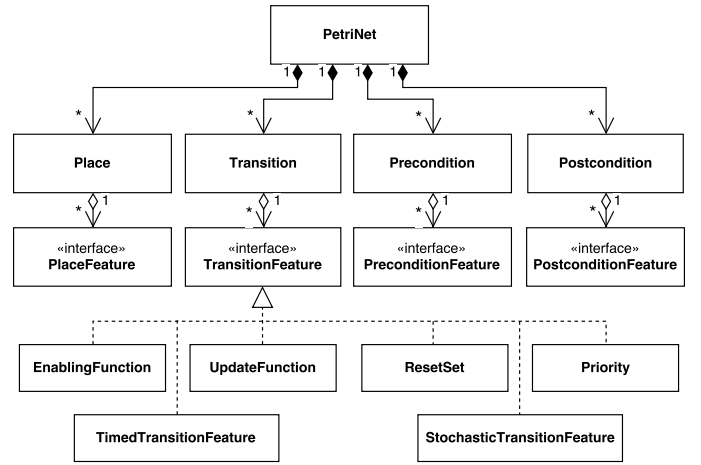 PetriNet
1 1 1 1
* * * *
Place Transition Precondition Postcondition
1 1 1 1
* * * *
«interface» «interface» «interface» «interface»
PlaceFeature TransitionFeature PreconditionFeature PostconditionFeature
EnablingFunction UpdateFunction ResetSet Priority
TimedTransitionFeature StochasticTransitionFeature